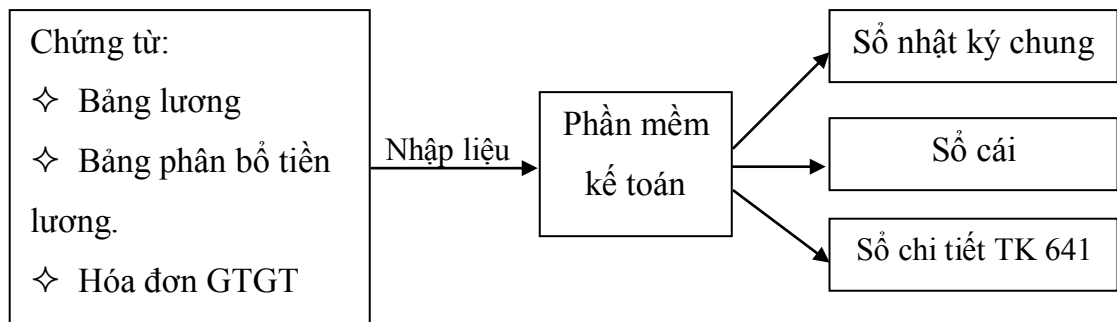 Chứng từ:
✧ Bảng lương
✧ Bảng phân bổ tiền
lương.
✧ Hóa đơn GTGT
Nhập liệu
Phần mềm
kế toán
Sổ nhật ký chung
Sổ cái
Sổ chi tiết TK 641